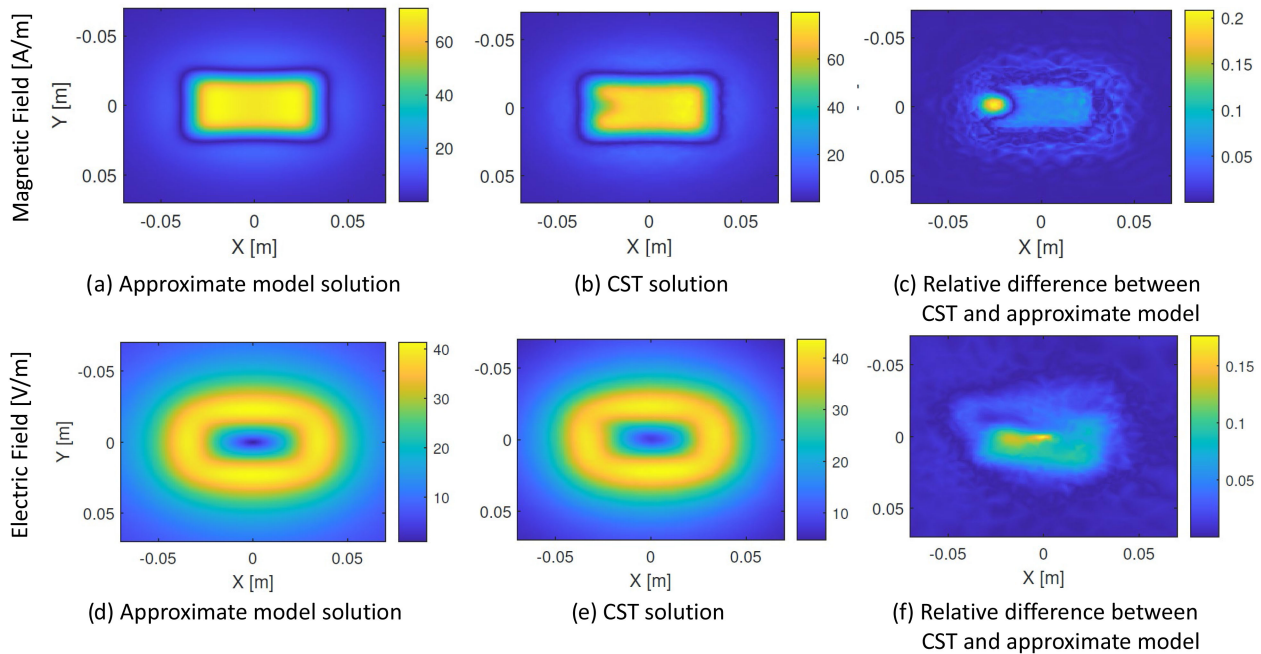 Magnetic Field [A/m]
Y [m]
-0.05
0
0.05
-0.05 0 0.05
X [m]
60
40
20
-0.05
0
0.05
-0.05 0 0.05
X [m]
60
40
20
-0.05
0
0.05
-0.05 0 0.05
X [m]
0.2
0.15
0.1
0.05
(a) Approximate model solution
(b) CST solution
(c) Relative difference between
CST and approximate model
Electric Field [V/m]
Y [m]
-0.05
0
0.05
-0.05 0 0.05
X [m]
40
30
20
10
-0.05
0
0.05
-0.05 0 0.05
X [m]
40
30
20
10
-0.05
0
0.05
-0.05 0 0.05
X [m]
0.15
0.1
0.05
(d) Approximate model solution
(e) CST solution
(f) Relative difference between
CST and approximate model